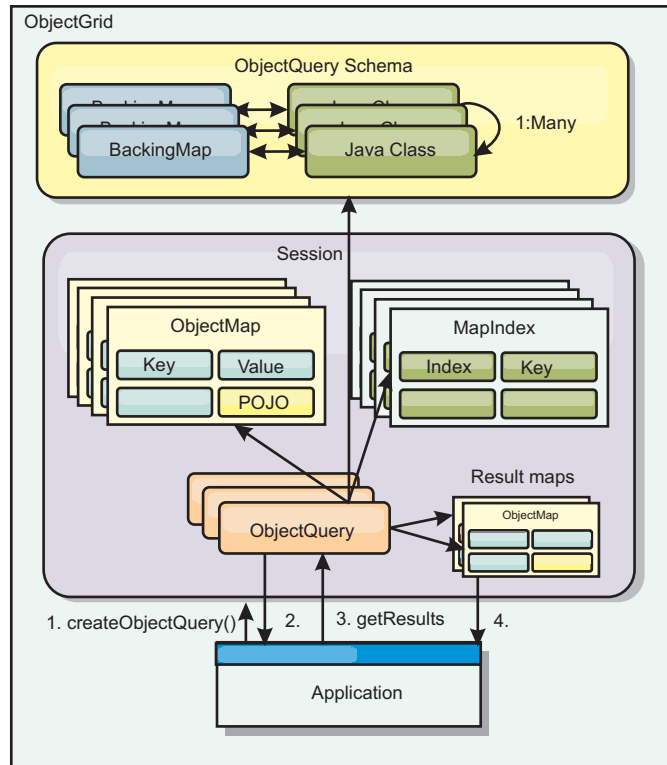 ObjectGrid
ObjectQuery Schema
BackingMap
Java Class
1:Many
Session
ObjectMap
Key
Value
POJO
MapIndex
Index
Key
ObjectQuery
Result maps
ObjectMap
1. createObjectQuery()
2.
3. getResults
4.
Application